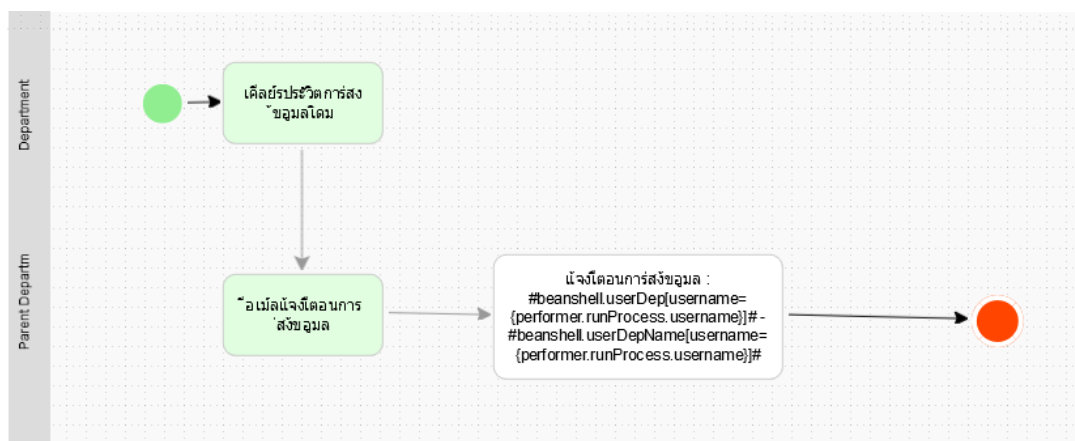 Department
เคลียร์ประวัติการส่ง
ข้อมูลเดิม
Parent Departm
อีเมล์แจ้งเตือนการ
ส่งข้อมูล
แจ้งเตือนการส่งข้อมูล :
#beanshell.userDep[username=
{performer.runProcess.username}]# -
#beanshell.userDepName[username=
{performer.runProcess.username}]#